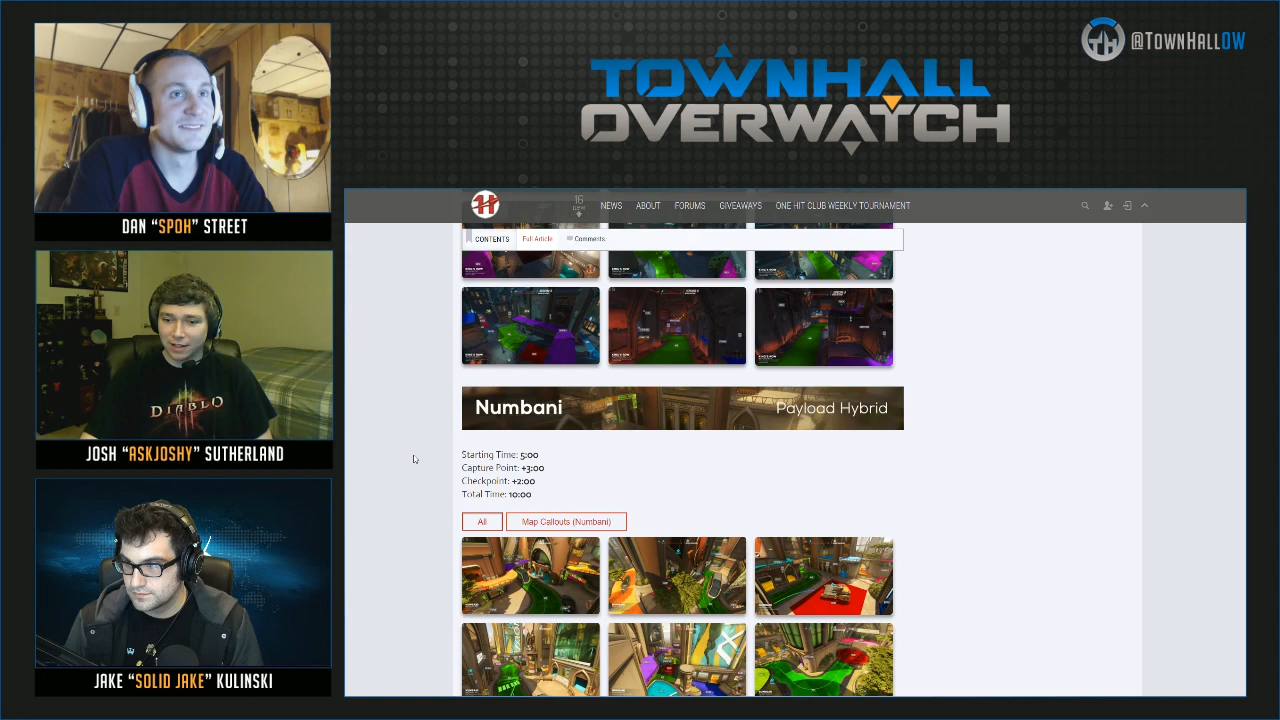 @TOWNHALLOW
TOWNHALL
OVERWATCH
DAN "SPOH" STREET
DIABLO
JOSH "ASKJOSHY" SUTHERLAND
JAKE "SOLID JAKE" KULINSKI
16
new
NEWS
ABOUT
FORUMS
GIVEAWAYS
ONE HIT CLUB WEEKLY TOURNAMENT
CONTENTS
Full Article
Comments
Numbani
Payload Hybrid
Starting Time: 5:00
Capture Point: +3:00
Checkpoint: +2:00
Total Time: 10:00
All
Map Callouts (Numbani)